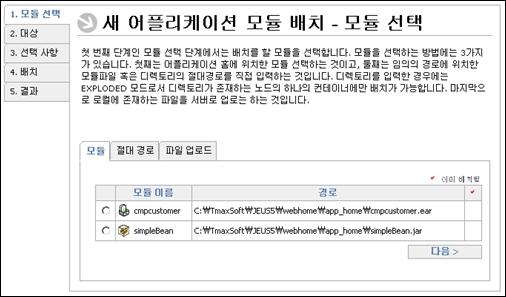 1. 모듈 선택
2. 대상
3. 선택 사항
4. 배치
5. 결과
새 어플리케이션 모듈 배치 - 모듈 선택
첫 번째 단계인 모듈 선택 단계에서는 배치를 할 모듈을 선택합니다. 모듈을 선택하는 방법에는 3가지
가 있습니다. 첫째는 어플리케이션 홈에 위치한 모듈 선택하는 것이고, 둘째는 임의의 경로에 위치한
모듈파일 혹은 디렉토리의 절대경로를 직접 입력하는 것입니다. 디렉토리를 입력한 경우에는
EXPLODED 모드로서 디렉토리가 존재하는 노드의 하나의 컨테이너에만 배치가 가능합니다. 마지막으
로 로컬에 존재하는 파일을 서버로 업로는 하는 것입니다.
모듈 절대 경로 파일 업로드
이미 배치됨
모듈 이름 경로
cmpcustomer C:₩TmaxSoft₩JEUS5₩webhome₩app_home₩cmpcustomer.ear
simpleBean C:₩TmaxSoft₩JEUS5₩webhome₩app_home₩simpleBean.jar
다음 >